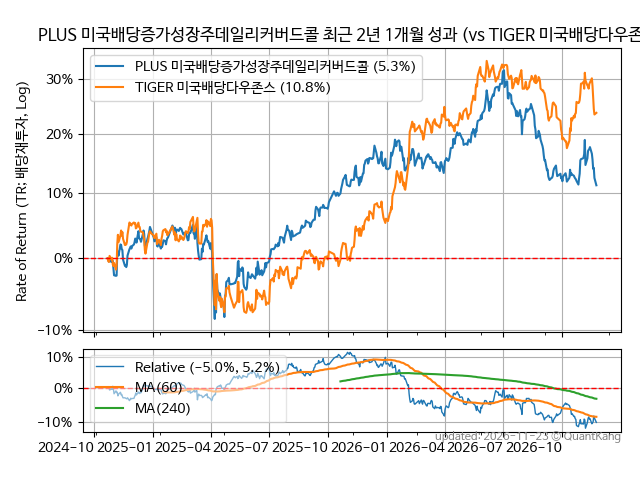 PLUS 미국배당증가성장주데일리커버드콜 최근 2년 1개월 성과 (vs TIGER 미국배당다우존
Rate of Return (TR: 배당재투자, Log)
30%
20%
10%
0%
−10%
PLUS 미국배당증가성장주데일리커버드콜 (5.3%)
TIGER 미국배당다우존스 (10.8%)
10%
0%
−10%
Relative (−5.0%, 5.2%)
MA(60)
MA(240)
updated: 2026-11-23 © QuantKang
2024-10 2025-01 2025-04 2025-07 2025-10 2026-01 2026-04 2026-07 2026-10